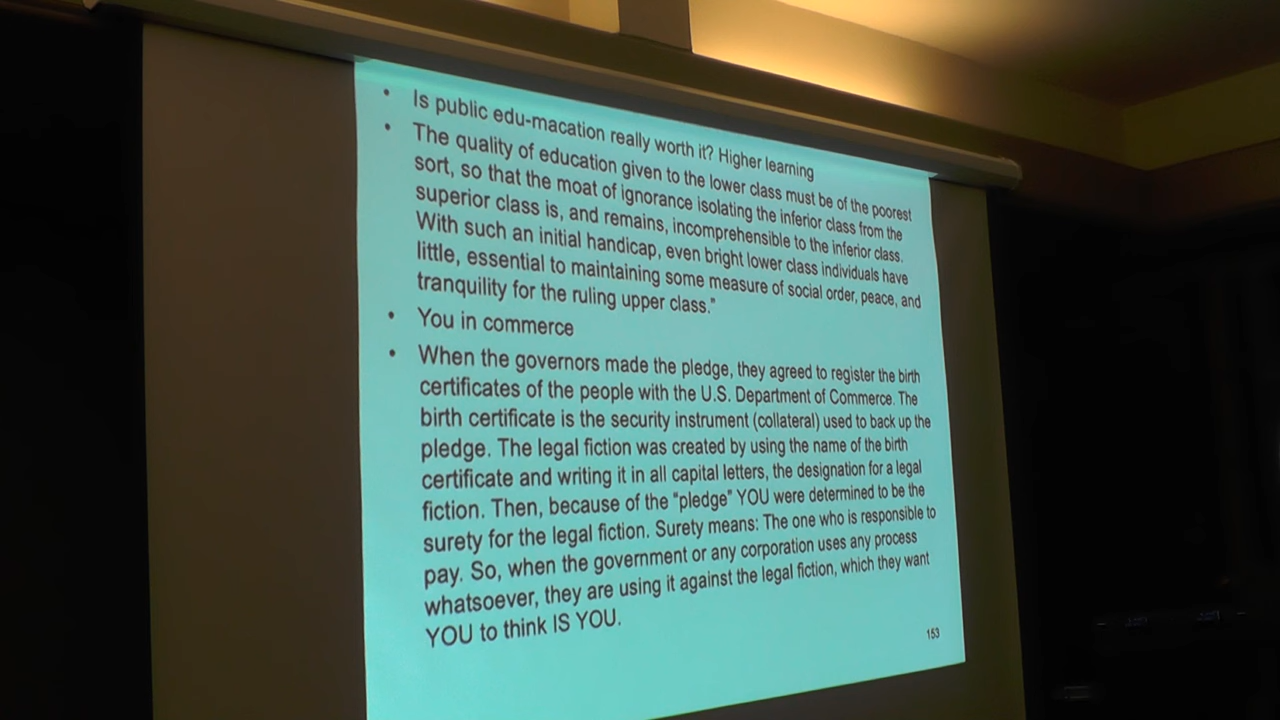 • Is public edu-macation really worth it? Higher learning
• The quality of education given to the lower class must be of the poorest
sort, so that the moat of ignorance isolating the inferior class from the
superior class is, and remains, incomprehensible to the inferior class.
With such an initial handicap, even bright lower class individuals have
little, essential to maintaining some measure of social order, peace, and
tranquility for the ruling upper class."
• You in commerce
• When the governors made the pledge, they agreed to register the birth
certificates of the people with the U.S. Department of Commerce. The
birth certificate is the security instrument (collateral) used to back up the
pledge. The legal fiction was created by using the name of the birth
certificate and writing it in all capital letters, the designation for a legal
fiction. Then, because of the "pledge" YOU were determined to be the
surety for the legal fiction. Surety means: The one who is responsible to
pay. So, when the government or any corporation uses any process
whatsoever, they are using it against the legal fiction, which they want
YOU to think IS YOU.
153